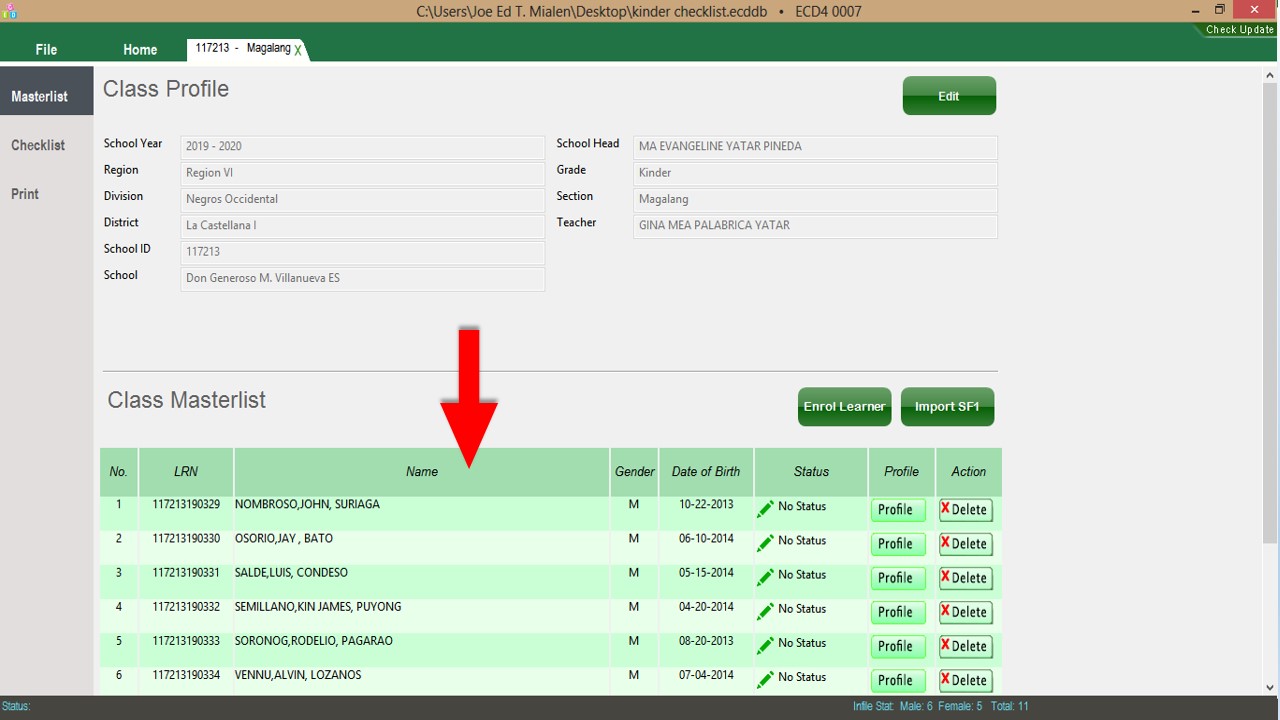 C:\Users\Joe Ed T. Mialen\Desktop\kinder checklist.ecddb • ECD4 0007
Check Update
File Home 117213 - Magalang X
Masterlist
Checklist
Print
Class Profile
Edit
School Year 2019 - 2020
Region Region VI
Division Negros Occidental
District La Castellana I
School ID 117213
School Don Generoso M. Villanueva ES
School Head MA EVANGELINE YATAR PINEDA
Grade Kinder
Section Magalang
Teacher GINA MEA PALABRICA YATAR
Class Masterlist
Enrol Learner Import SF1
No. LRN Name Gender Date of Birth Status Profile Action
1 117213190329 NOMBROSO,JOHN, SURIAGA M 10-22-2013 No Status Profile X Delete
2 117213190330 OSORIO,JAY , BATO M 06-10-2014 No Status Profile X Delete
3 117213190331 SALDE,LUIS, CONDESO M 05-15-2014 No Status Profile X Delete
4 117213190332 SEMILLANO,KIN JAMES, PUYONG M 04-20-2014 No Status Profile X Delete
5 117213190333 SORONOG,RODELIO, PAGARAO M 08-20-2013 No Status Profile X Delete
6 117213190334 VENNU,ALVIN, LOZANOS M 07-04-2014 No Status Profile X Delete
Status: Infile Stat: Male: 6 Female: 5 Total: 11